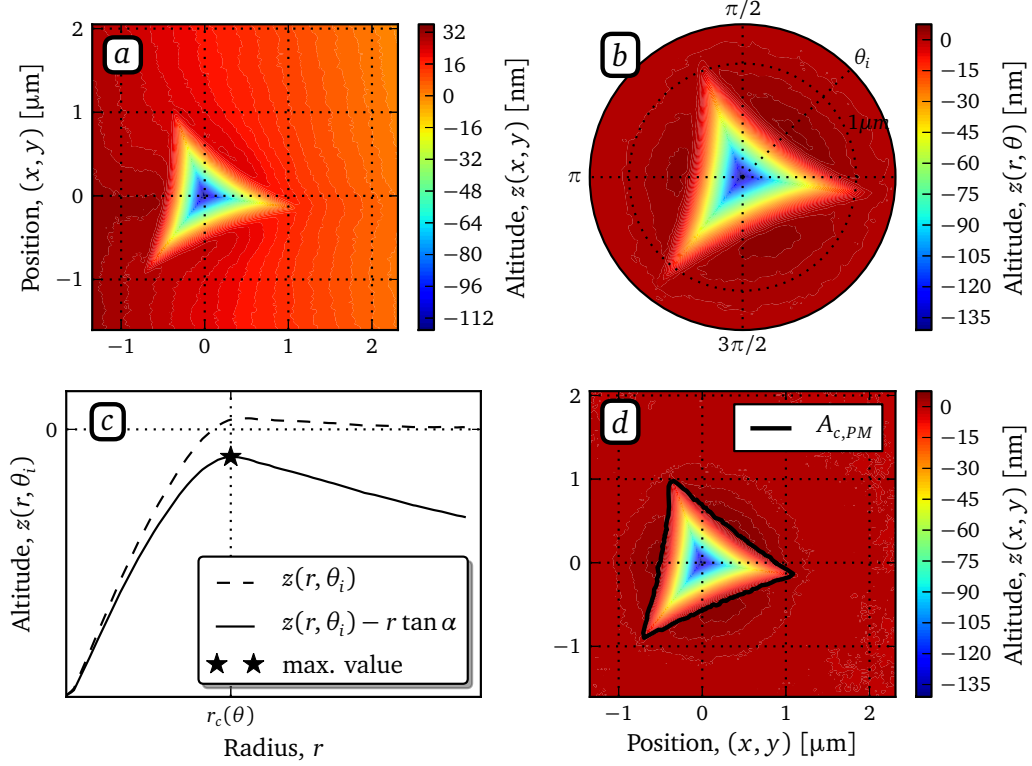 a
2
1
0
−1
−1
0
1
2
Position, (x, y) [µm]
32
16
0
−16
−32
−48
−64
−80
−96
−112
Altitude, z(x, y) [nm]
b
π/2
θi
1µm
π
3π/2
0
−15
−30
−45
−60
−75
−90
−105
−120
−135
Altitude, z(r, θ) [nm]
c
0
Altitude, z(r, θi)
z(r, θi)
z(r, θi) − r tan α
max. value
rc(θ)
Radius, r
d
Ac,PM
2
1
0
−1
−1
0
1
2
Position, (x, y) [µm]
0
−15
−30
−45
−60
−75
−90
−105
−120
−135
Altitude, z(x, y) [nm]